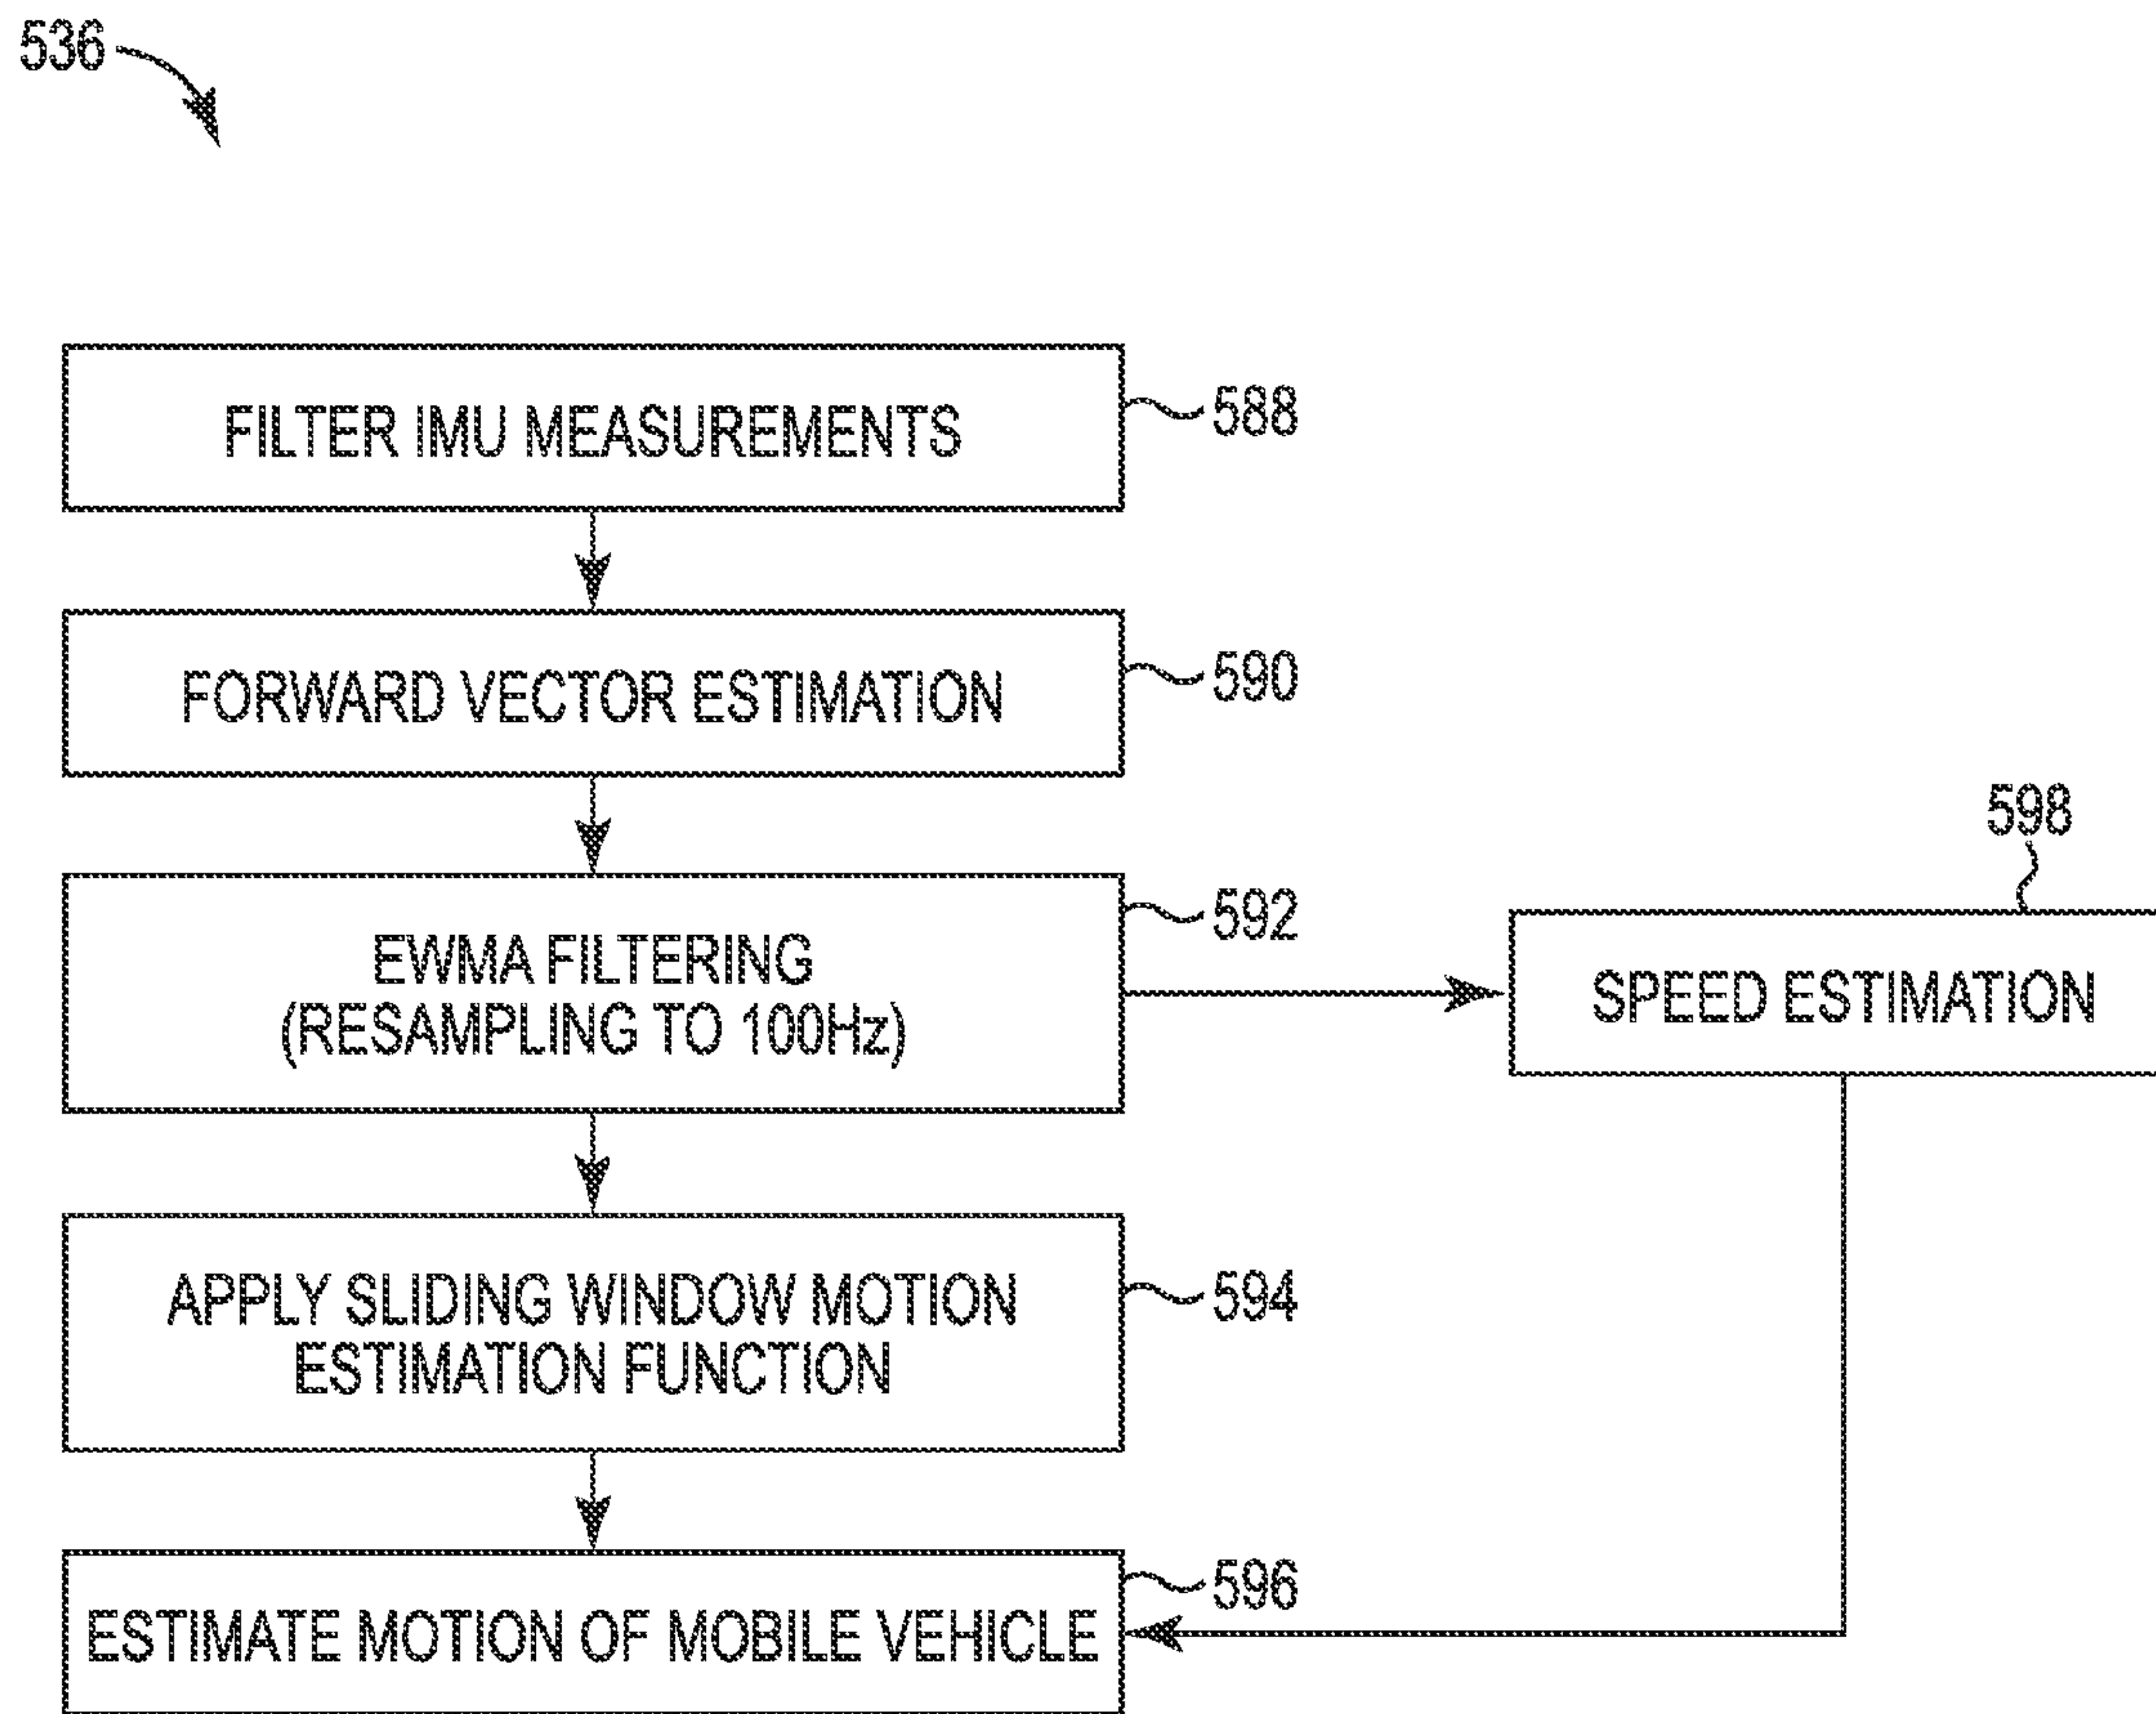 536
FILTER IMU MEASUREMENTS
588
FORWARD VECTOR ESTIMATION
590
EWMA FILTERING
(RESAMPLING TO 100Hz)
592
598
SPEED ESTIMATION
APPLY SLIDING WINDOW MOTION
ESTIMATION FUNCTION
594
ESTIMATE MOTION OF MOBILE VEHICLE
596